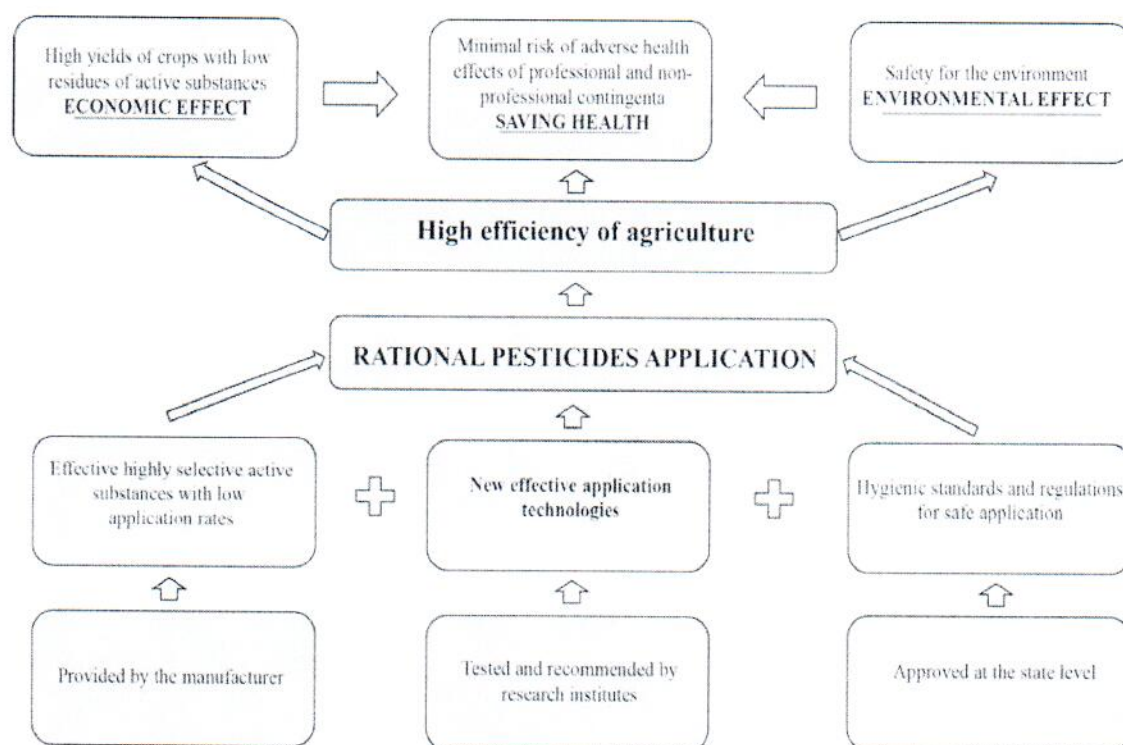 High yields of crops with low
residues of active substances
ECONOMIC EFFECT
Minimal risk of adverse health
effects of professional and non-
professional contingenta
SAVING HEALTH
Safety for the environment
ENVIRONMENTAL EFFECT
High efficiency of agriculture
RATIONAL PESTICIDES APPLICATION
Effective highly selective active
substances with low
application rates
New effective application
technologies
Hygienic standards and regulations
for safe application
Provided by the manufacturer
Tested and recommended by
research institutes
Approved at the state level